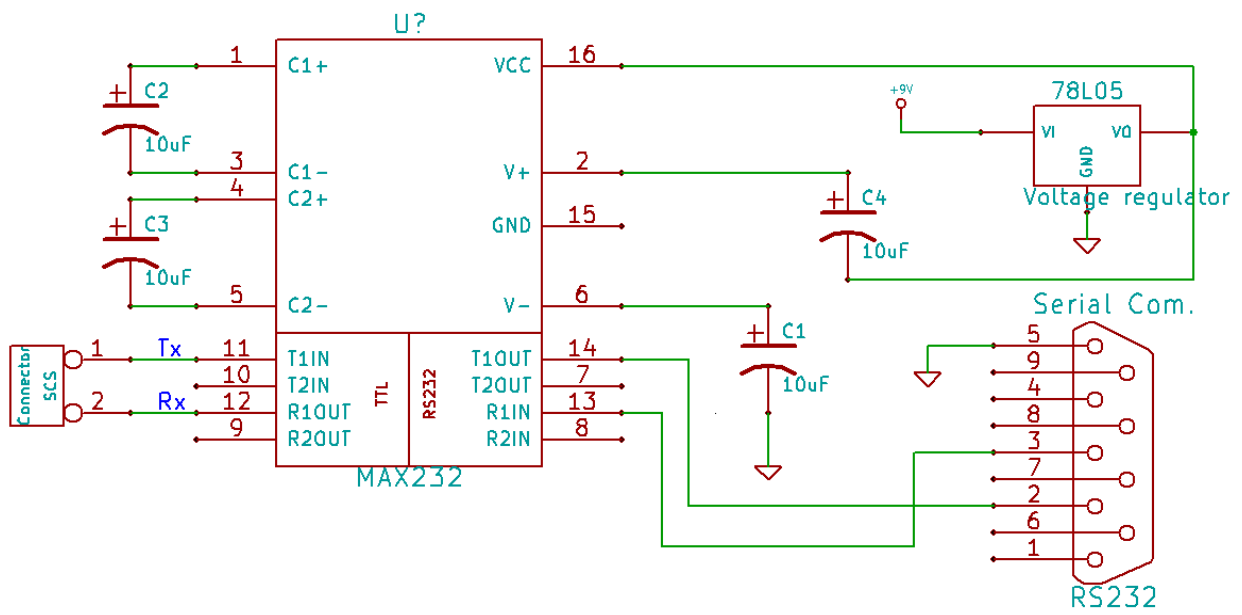 U?
1 C1+ VCC 16
+ C2
10uF
+9V
78L05
VI VO
GND
Voltage regulator
3 C1- V+ 2
4 C2+
GND 15
+ C3
10uF
+ C4
10uF
5 C2- V- 6
+ C1
10uF
Serial Com.
Connector
SCS
1 Tx 11 T1IN T1OUT 14
10 T2IN T2OUT 7
2 Rx 12 R1OUT R1IN 13
9 R2OUT R2IN 8
TTL
RS232
MAX232
5
9
4
8
3
7
2
6
1
RS232